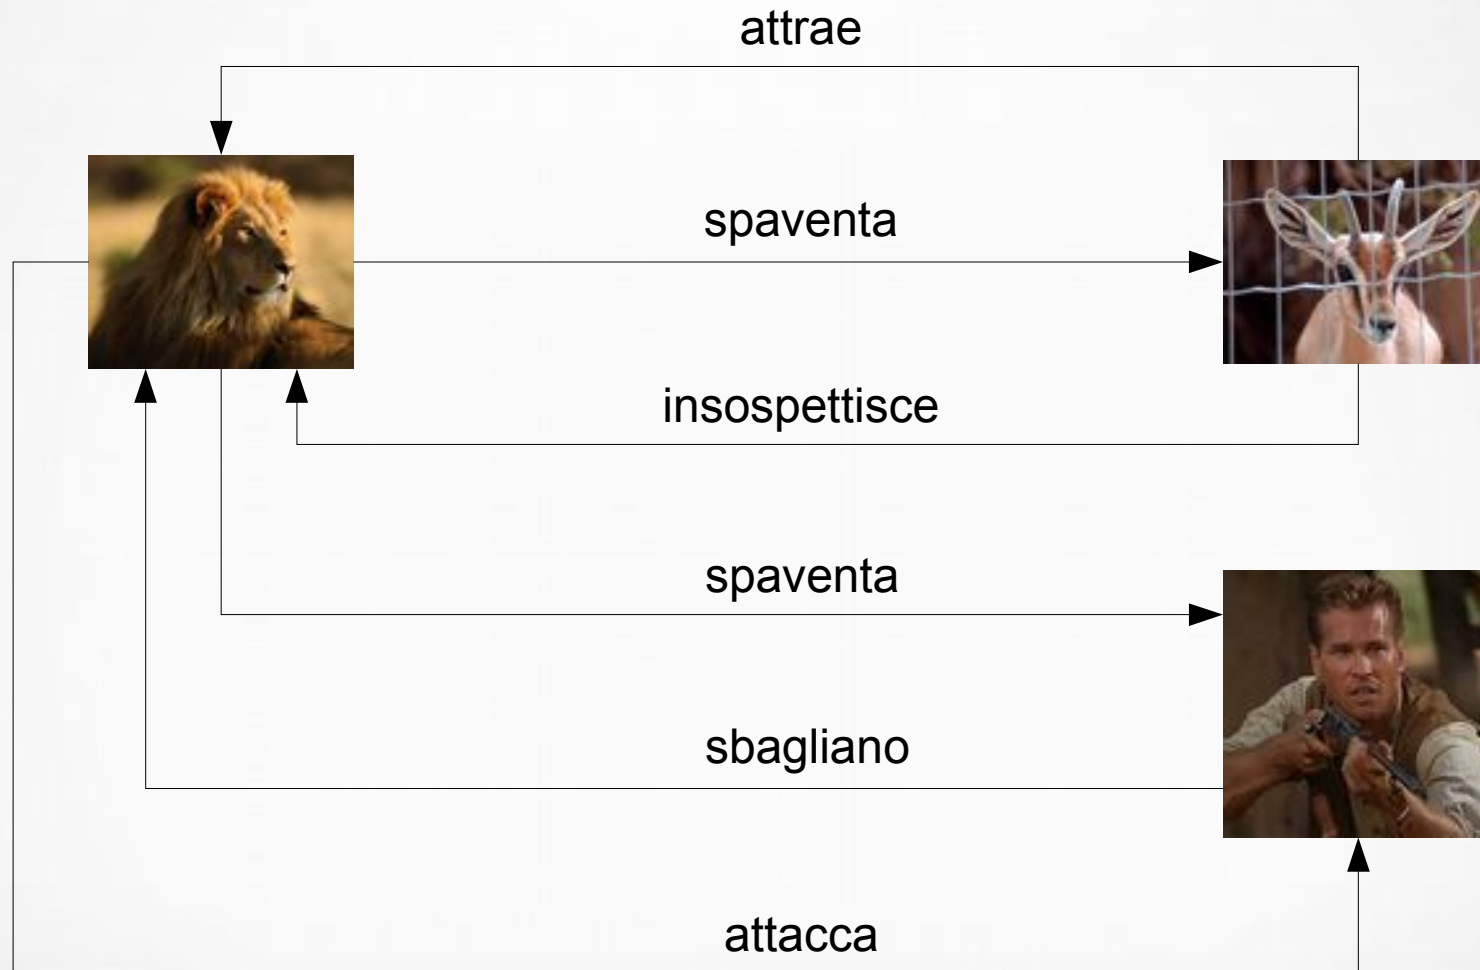 attrae
spaventa
insospettisce
spaventa
sbagliano
attacca